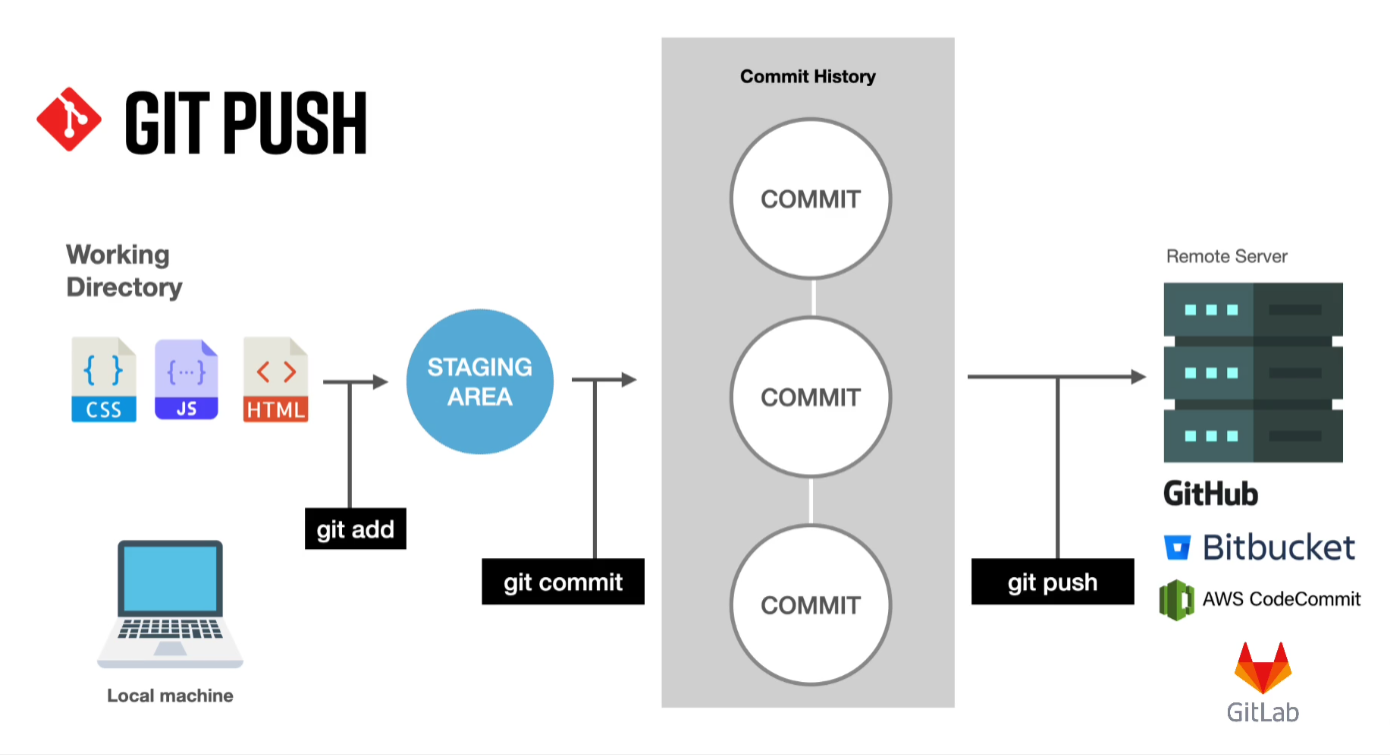 GIT PUSH
Commit History
COMMIT
Working
Directory
{ } CSS
{...} JS
< > HTML
STAGING
AREA
COMMIT
git add
git commit
COMMIT
git push
Local machine
Remote Server
GitHub
Bitbucket
AWS CodeCommit
GitLab